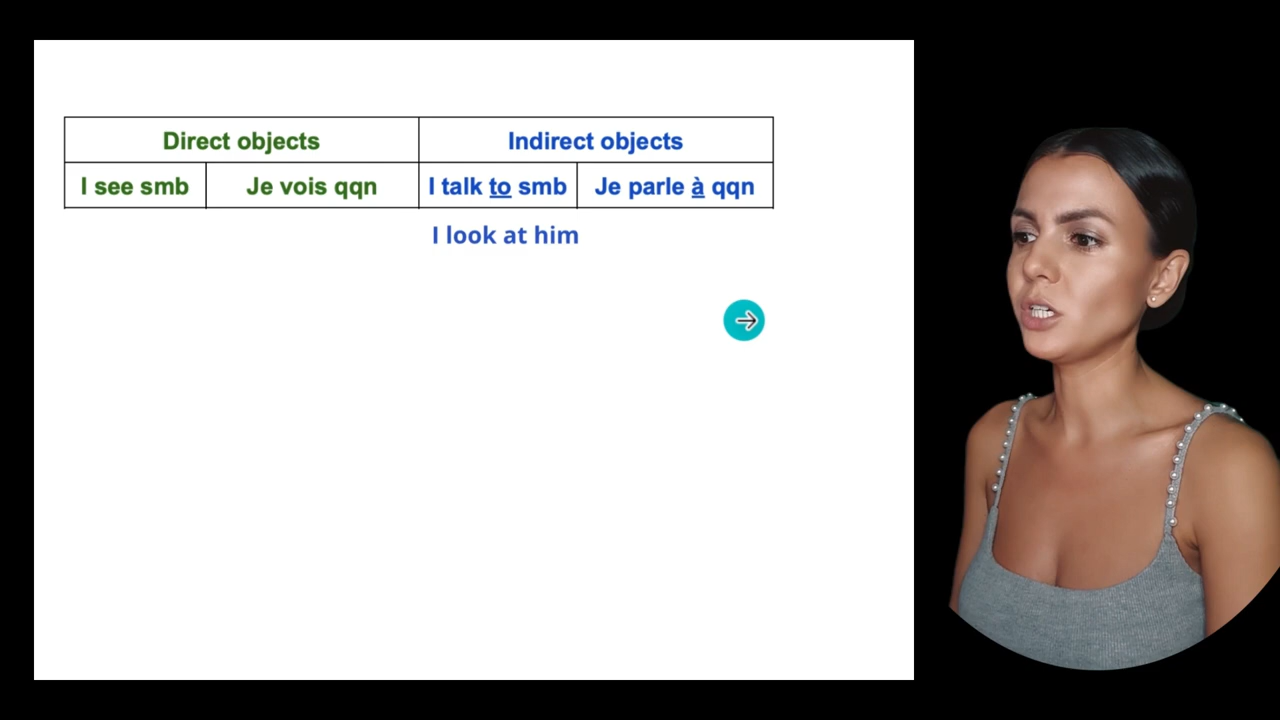 Direct objects Indirect objects
I see smb Je vois qqn I talk to smb Je parle à qqn
I look at him